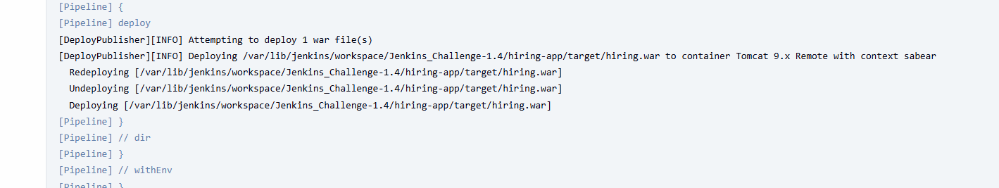 [Pipeline] {
[Pipeline] deploy
[DeployPublisher][INFO] Attempting to deploy 1 war file(s)
[DeployPublisher][INFO] Deploying /var/lib/jenkins/workspace/Jenkins_Challenge-1.4/hiring-app/target/hiring.war to container Tomcat 9.x Remote with context sabear
  Redeploying [/var/lib/jenkins/workspace/Jenkins_Challenge-1.4/hiring-app/target/hiring.war]
  Undeploying [/var/lib/jenkins/workspace/Jenkins_Challenge-1.4/hiring-app/target/hiring.war]
  Deploying [/var/lib/jenkins/workspace/Jenkins_Challenge-1.4/hiring-app/target/hiring.war]
[Pipeline] }
[Pipeline] // dir
[Pipeline] }
[Pipeline] // withEnv
[Pipeline] }